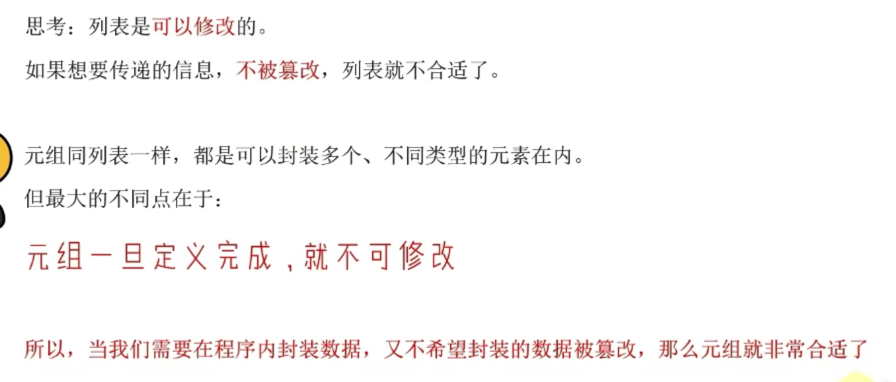 思考：列表是可以修改的。
如果想要传递的信息，不被篡改，列表就不合适了。
元组同列表一样，都是可以封装多个、不同类型的元素在内。
但最大的不同点在于：
元组一旦定义完成，就不可修改
所以，当我们需要在程序内封装数据，又不希望封装的数据被篡改，那么元组就非常合适了